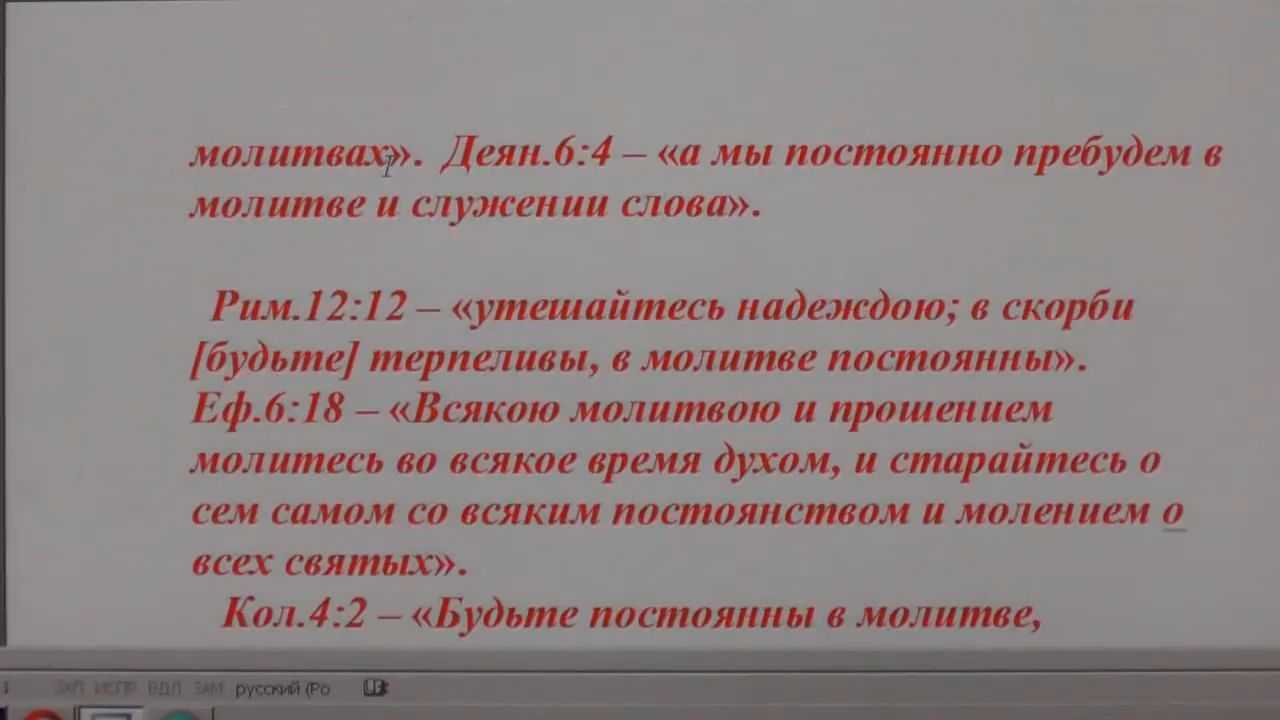 молитвах». Деян.6:4 – «а мы постоянно пребудем в
молитве и служении слова».
Рим.12:12 – «утешайтесь надеждою; в скорби
[будьте] терпеливы, в молитве постоянны».
Еф.6:18 – «Всякою молитвою и прошением
молитесь во всякое время духом, и старайтесь о
сем самом со всяким постоянством и молением о
всех святых».
Кол.4:2 – «Будьте постоянны в молитве,
1 ЗАП ИСПР ВДЛ ЗАМ русский (Ро